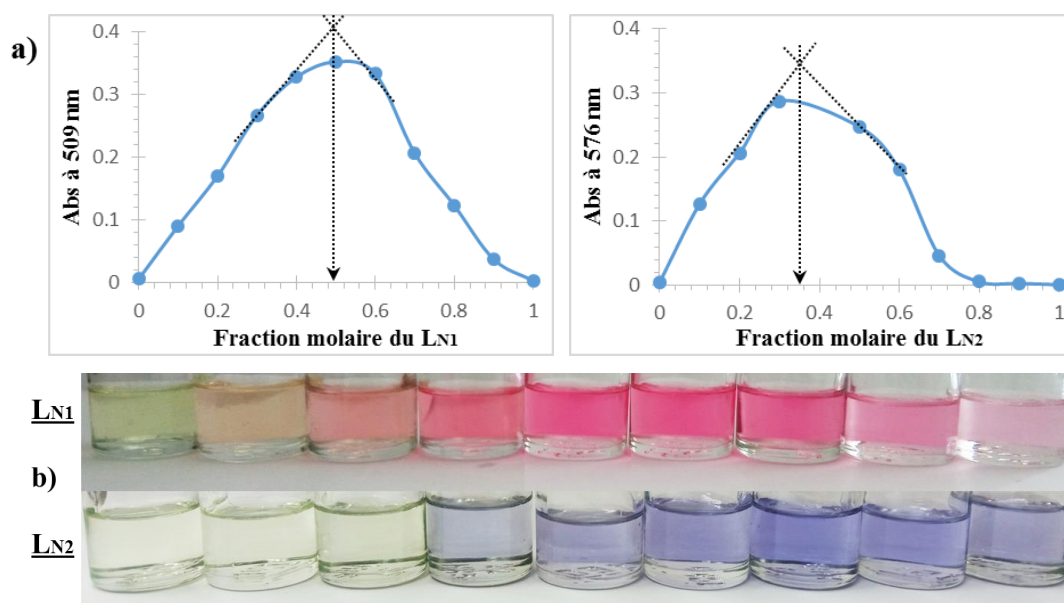 a)
Abs à 509 nm
0.4
0.3
0.2
0.1
0
0 0.2 0.4 0.6 0.8 1
Fraction molaire du LN1
Abs à 576 nm
0.4
0.3
0.2
0.1
0
0 0.2 0.4 0.6 0.8 1
Fraction molaire du LN2
LN1
b)
LN2